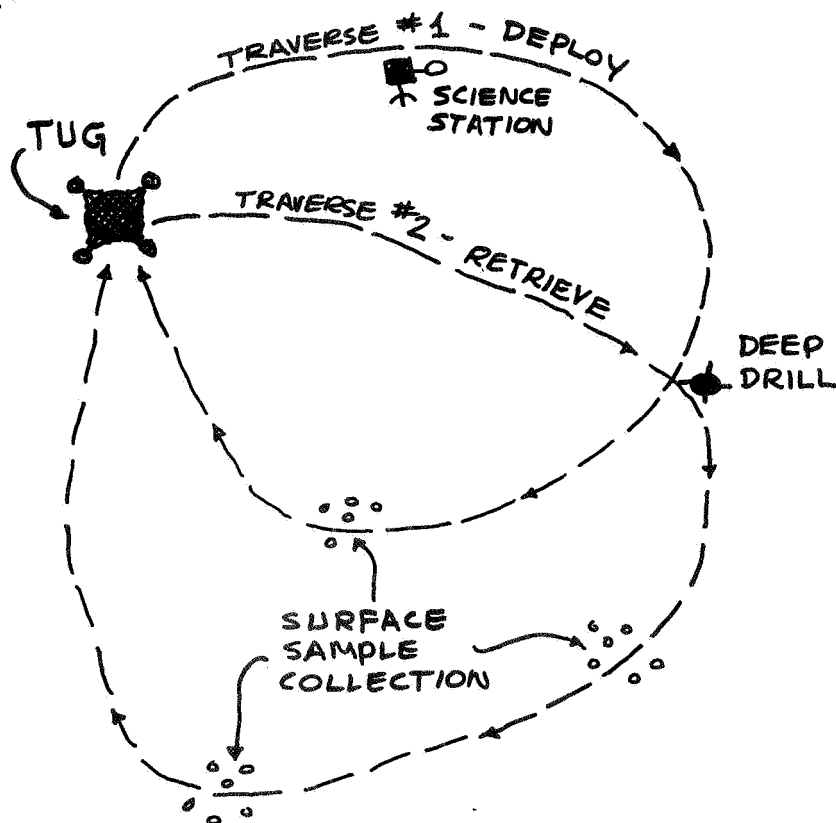 TRAVERSE #1 - DEPLOY
SCIENCE
STATION
TUG
TRAVERSE #2 - RETRIEVE
DEEP
DRILL
SURFACE
SAMPLE
COLLECTION